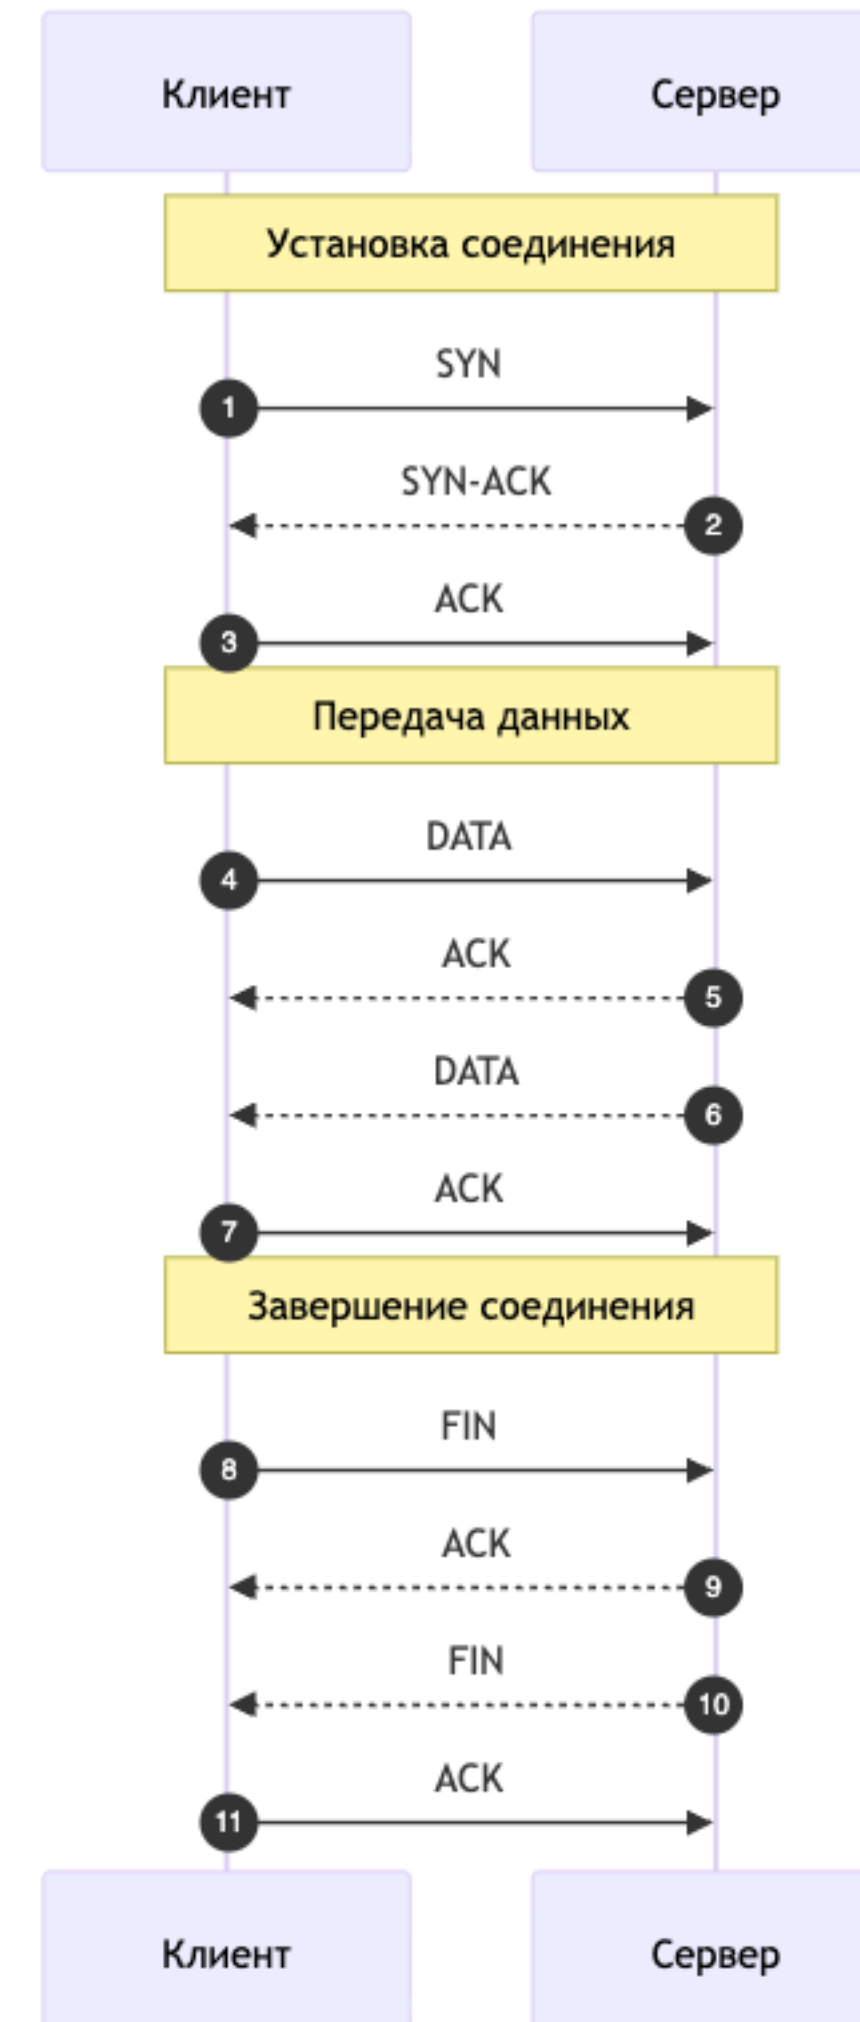 Клиент
Сервер
Установка соединения
SYN
1
SYN-ACK
2
ACK
3
Передача данных
DATA
4
ACK
5
DATA
6
ACK
7
Завершение соединения
FIN
8
ACK
9
FIN
10
ACK
11
Клиент
Сервер